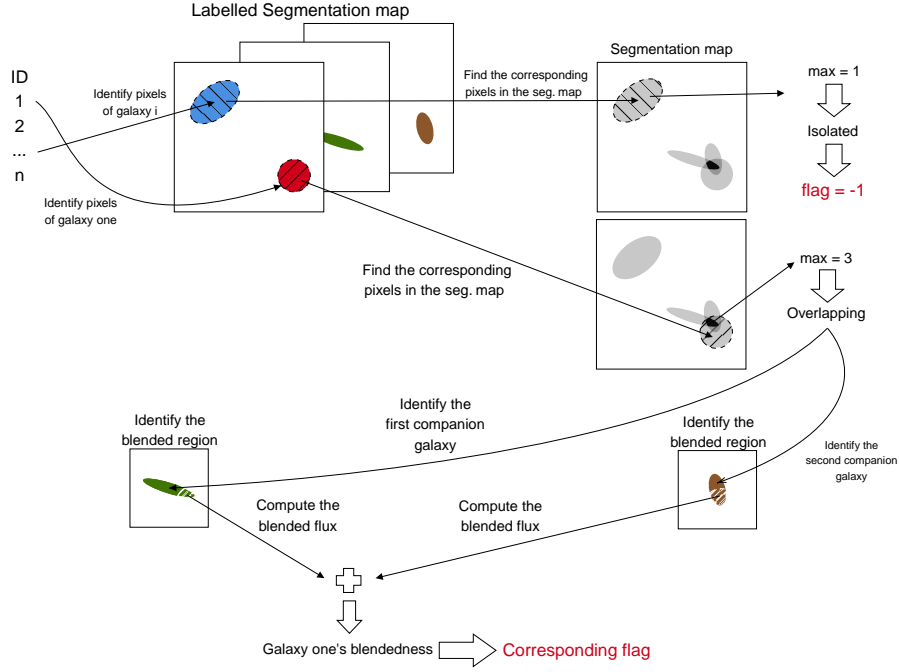 Labelled Segmentation map
Segmentation map
ID
1
2
...
n
Identify pixels
of galaxy i
Find the corresponding
pixels in the seg. map
max = 1
Isolated
flag = -1
Identify pixels
of galaxy one
Find the corresponding
pixels in the seg. map
max = 3
Overlapping
Identify the
first companion
galaxy
Identify the
blended region
Identify the
blended region
Identify the
second companion
galaxy
Compute the
blended flux
Compute the
blended flux
Galaxy one's blendedness
Corresponding flag